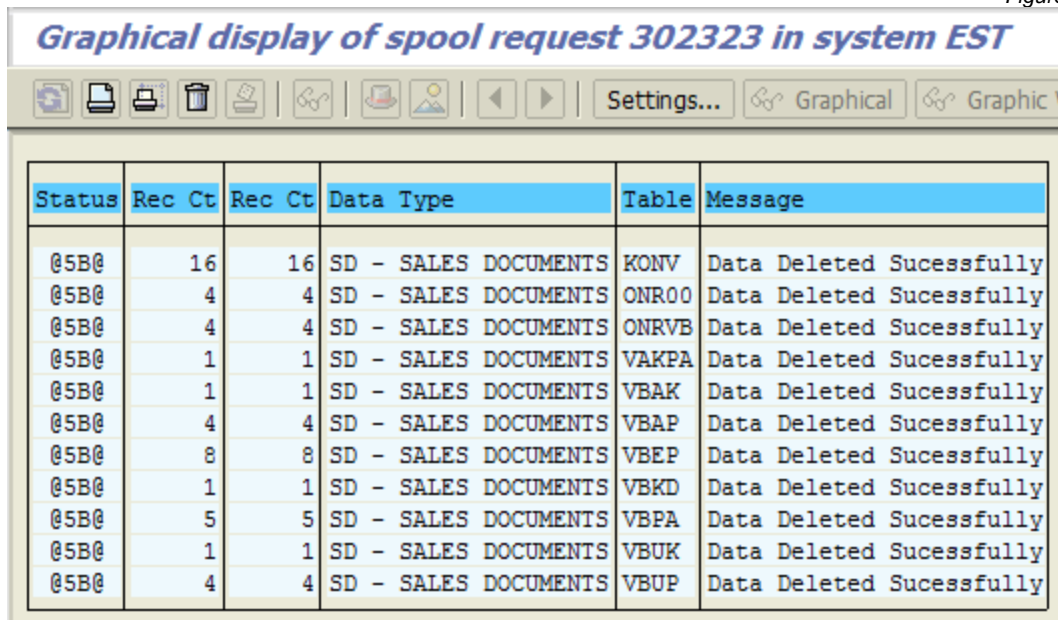 Figure
Graphical display of spool request 302323 in system EST
Settings... Graphical Graphic
Status Rec Ct Rec Ct Data Type Table Message
@5B@ 16 16 SD - SALES DOCUMENTS KONV Data Deleted Sucessfully
@5B@ 4 4 SD - SALES DOCUMENTS ONR00 Data Deleted Sucessfully
@5B@ 4 4 SD - SALES DOCUMENTS ONRVB Data Deleted Sucessfully
@5B@ 1 1 SD - SALES DOCUMENTS VAKPA Data Deleted Sucessfully
@5B@ 1 1 SD - SALES DOCUMENTS VBAK Data Deleted Sucessfully
@5B@ 4 4 SD - SALES DOCUMENTS VBAP Data Deleted Sucessfully
@5B@ 8 8 SD - SALES DOCUMENTS VBEP Data Deleted Sucessfully
@5B@ 1 1 SD - SALES DOCUMENTS VBKD Data Deleted Sucessfully
@5B@ 5 5 SD - SALES DOCUMENTS VBPA Data Deleted Sucessfully
@5B@ 1 1 SD - SALES DOCUMENTS VBUK Data Deleted Sucessfully
@5B@ 4 4 SD - SALES DOCUMENTS VBUP Data Deleted Sucessfully